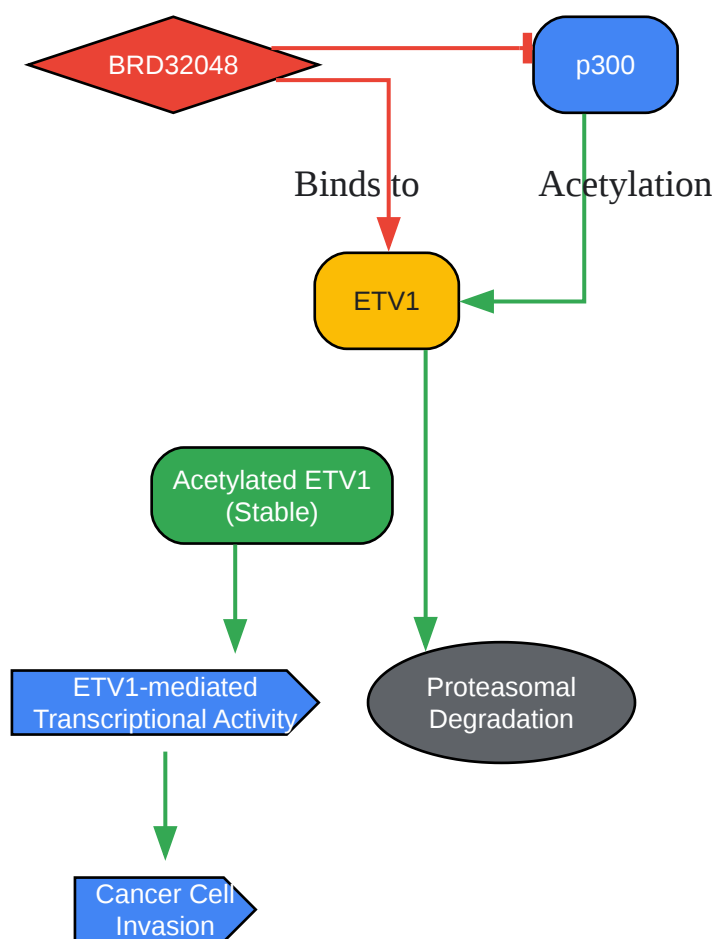 BRD32048
p300
Binds to
Acetylation
ETV1
Acetylated ETV1
(Stable)
ETV1-mediated
Transcriptional Activity
Proteasomal
Degradation
Cancer Cell
Invasion